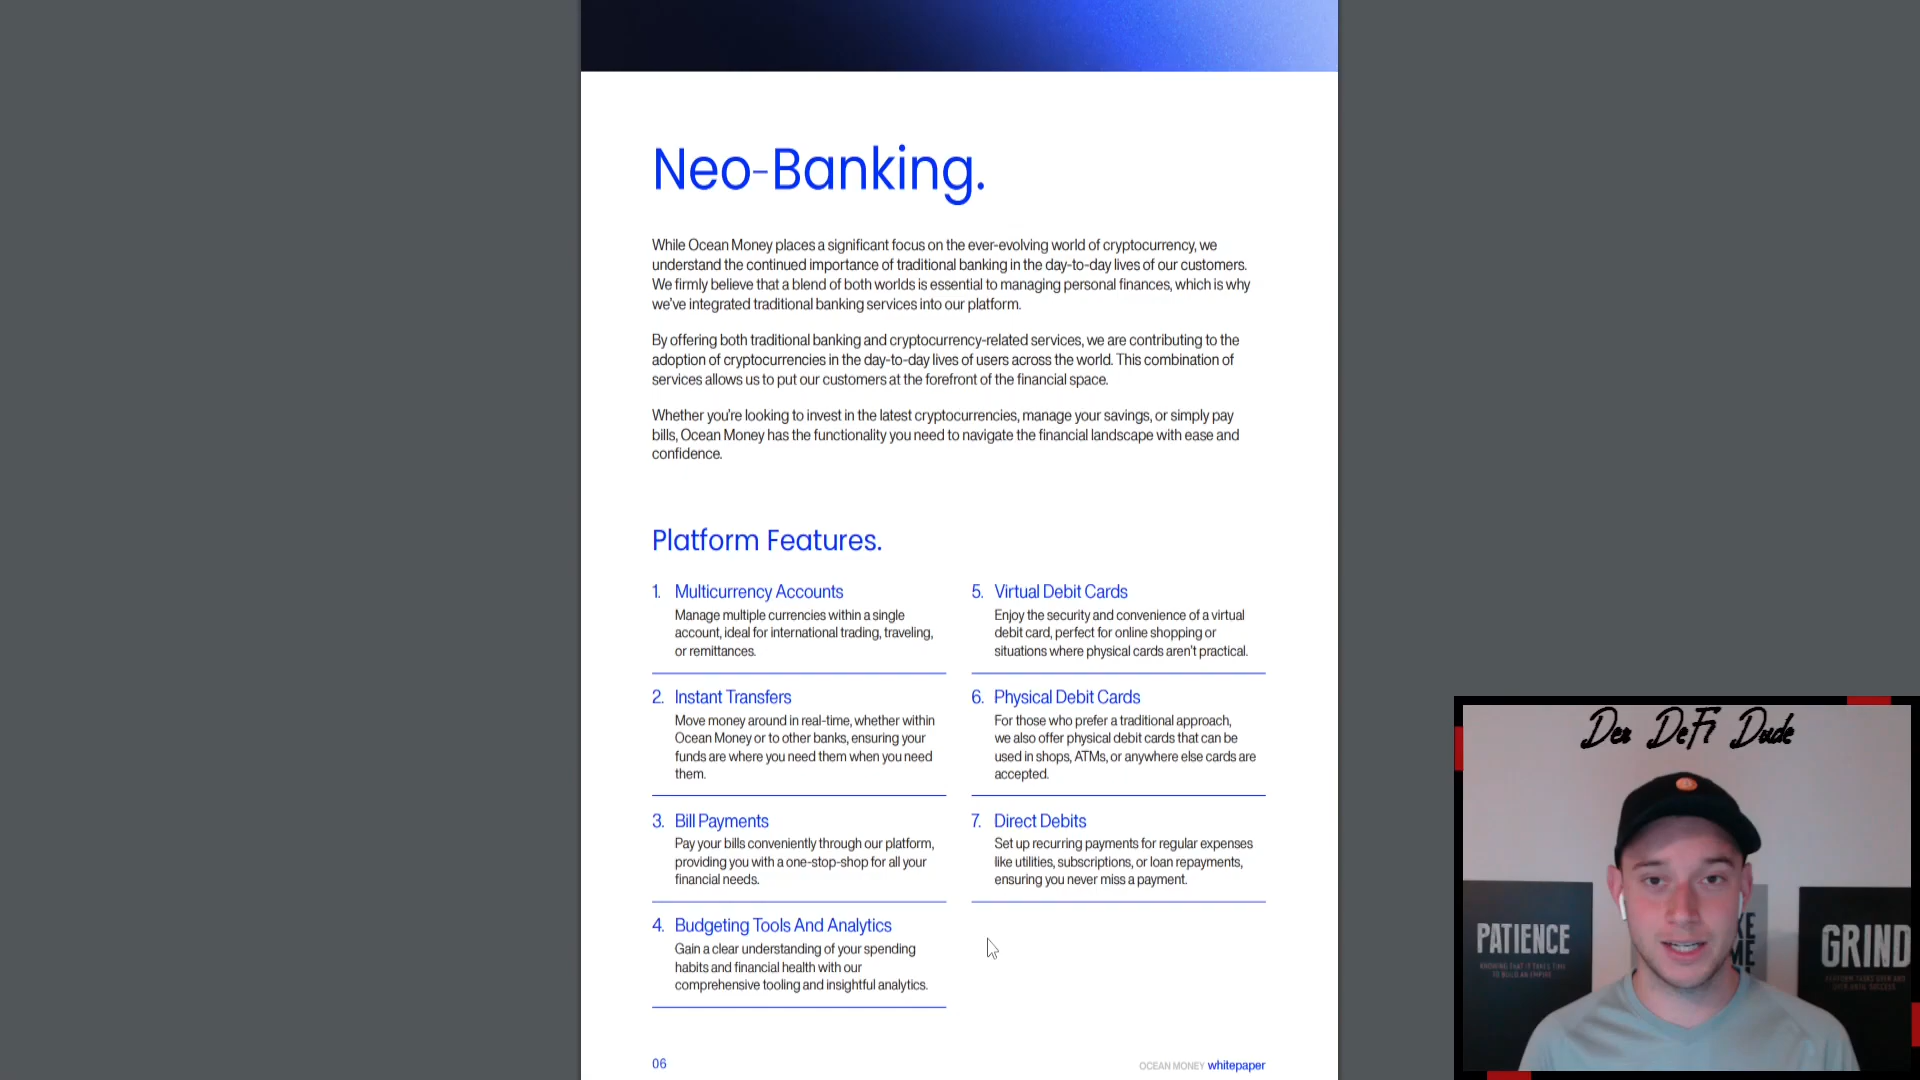 Neo-Banking.
While Ocean Money places a significant focus on the ever-evolving world of cryptocurrency, we
understand the continued importance of traditional banking in the day-to-day lives of our customers.
We firmly believe that a blend of both worlds is essential to managing personal finances, which is why
we've integrated traditional banking services into our platform.
By offering both traditional banking and cryptocurrency-related services, we are contributing to the
adoption of cryptocurrencies in the day-to-day lives of users across the world. This combination of
services allows us to put our customers at the forefront of the financial space.
Whether you're looking to invest in the latest cryptocurrencies, manage your savings, or simply pay
bills, Ocean Money has the functionality you need to navigate the financial landscape with ease and
confidence.
Platform Features.
1. Multicurrency Accounts
Manage multiple currencies within a single
account, ideal for international trading, traveling,
or remittances.
2. Instant Transfers
Move money around in real-time, whether within
Ocean Money or to other banks, ensuring your
funds are where you need them when you need
them.
3. Bill Payments
Pay your bills conveniently through our platform,
providing you with a one-stop-shop for all your
financial needs.
4. Budgeting Tools And Analytics
Gain a clear understanding of your spending
habits and financial health with our
comprehensive tooling and insightful analytics.
5. Virtual Debit Cards
Enjoy the security and convenience of a virtual
debit card, perfect for online shopping or
situations where physical cards aren't practical.
6. Physical Debit Cards
For those who prefer a traditional approach,
we also offer physical debit cards that can be
used in shops, ATMs, or anywhere else cards are
accepted.
7. Direct Debits
Set up recurring payments for regular expenses
like utilities, subscriptions, or loan repayments,
ensuring you never miss a payment.
06
OCEAN MONEY whitepaper
Dex DeFi Dude
PATIENCE
KNOWING THAT IT TAKES TIME
TO BUILD AN EMPIRE
GRIND